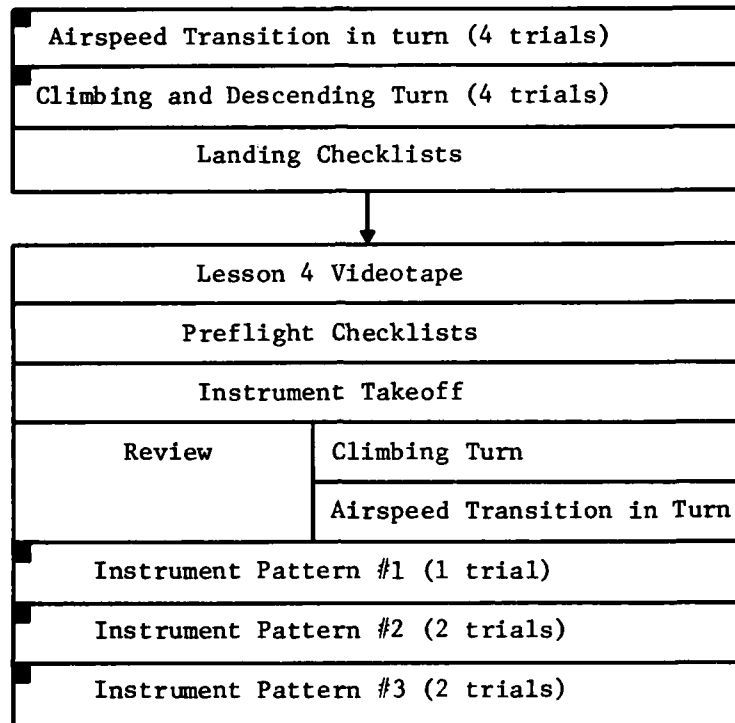 Airspeed Transition in turn (4 trials)
Climbing and Descending Turn (4 trials)
Landing Checklists
Lesson 4 Videotape
Preflight Checklists
Instrument Takeoff
Review
Climbing Turn
Airspeed Transition in Turn
Instrument Pattern #1 (1 trial)
Instrument Pattern #2 (2 trials)
Instrument Pattern #3 (2 trials)